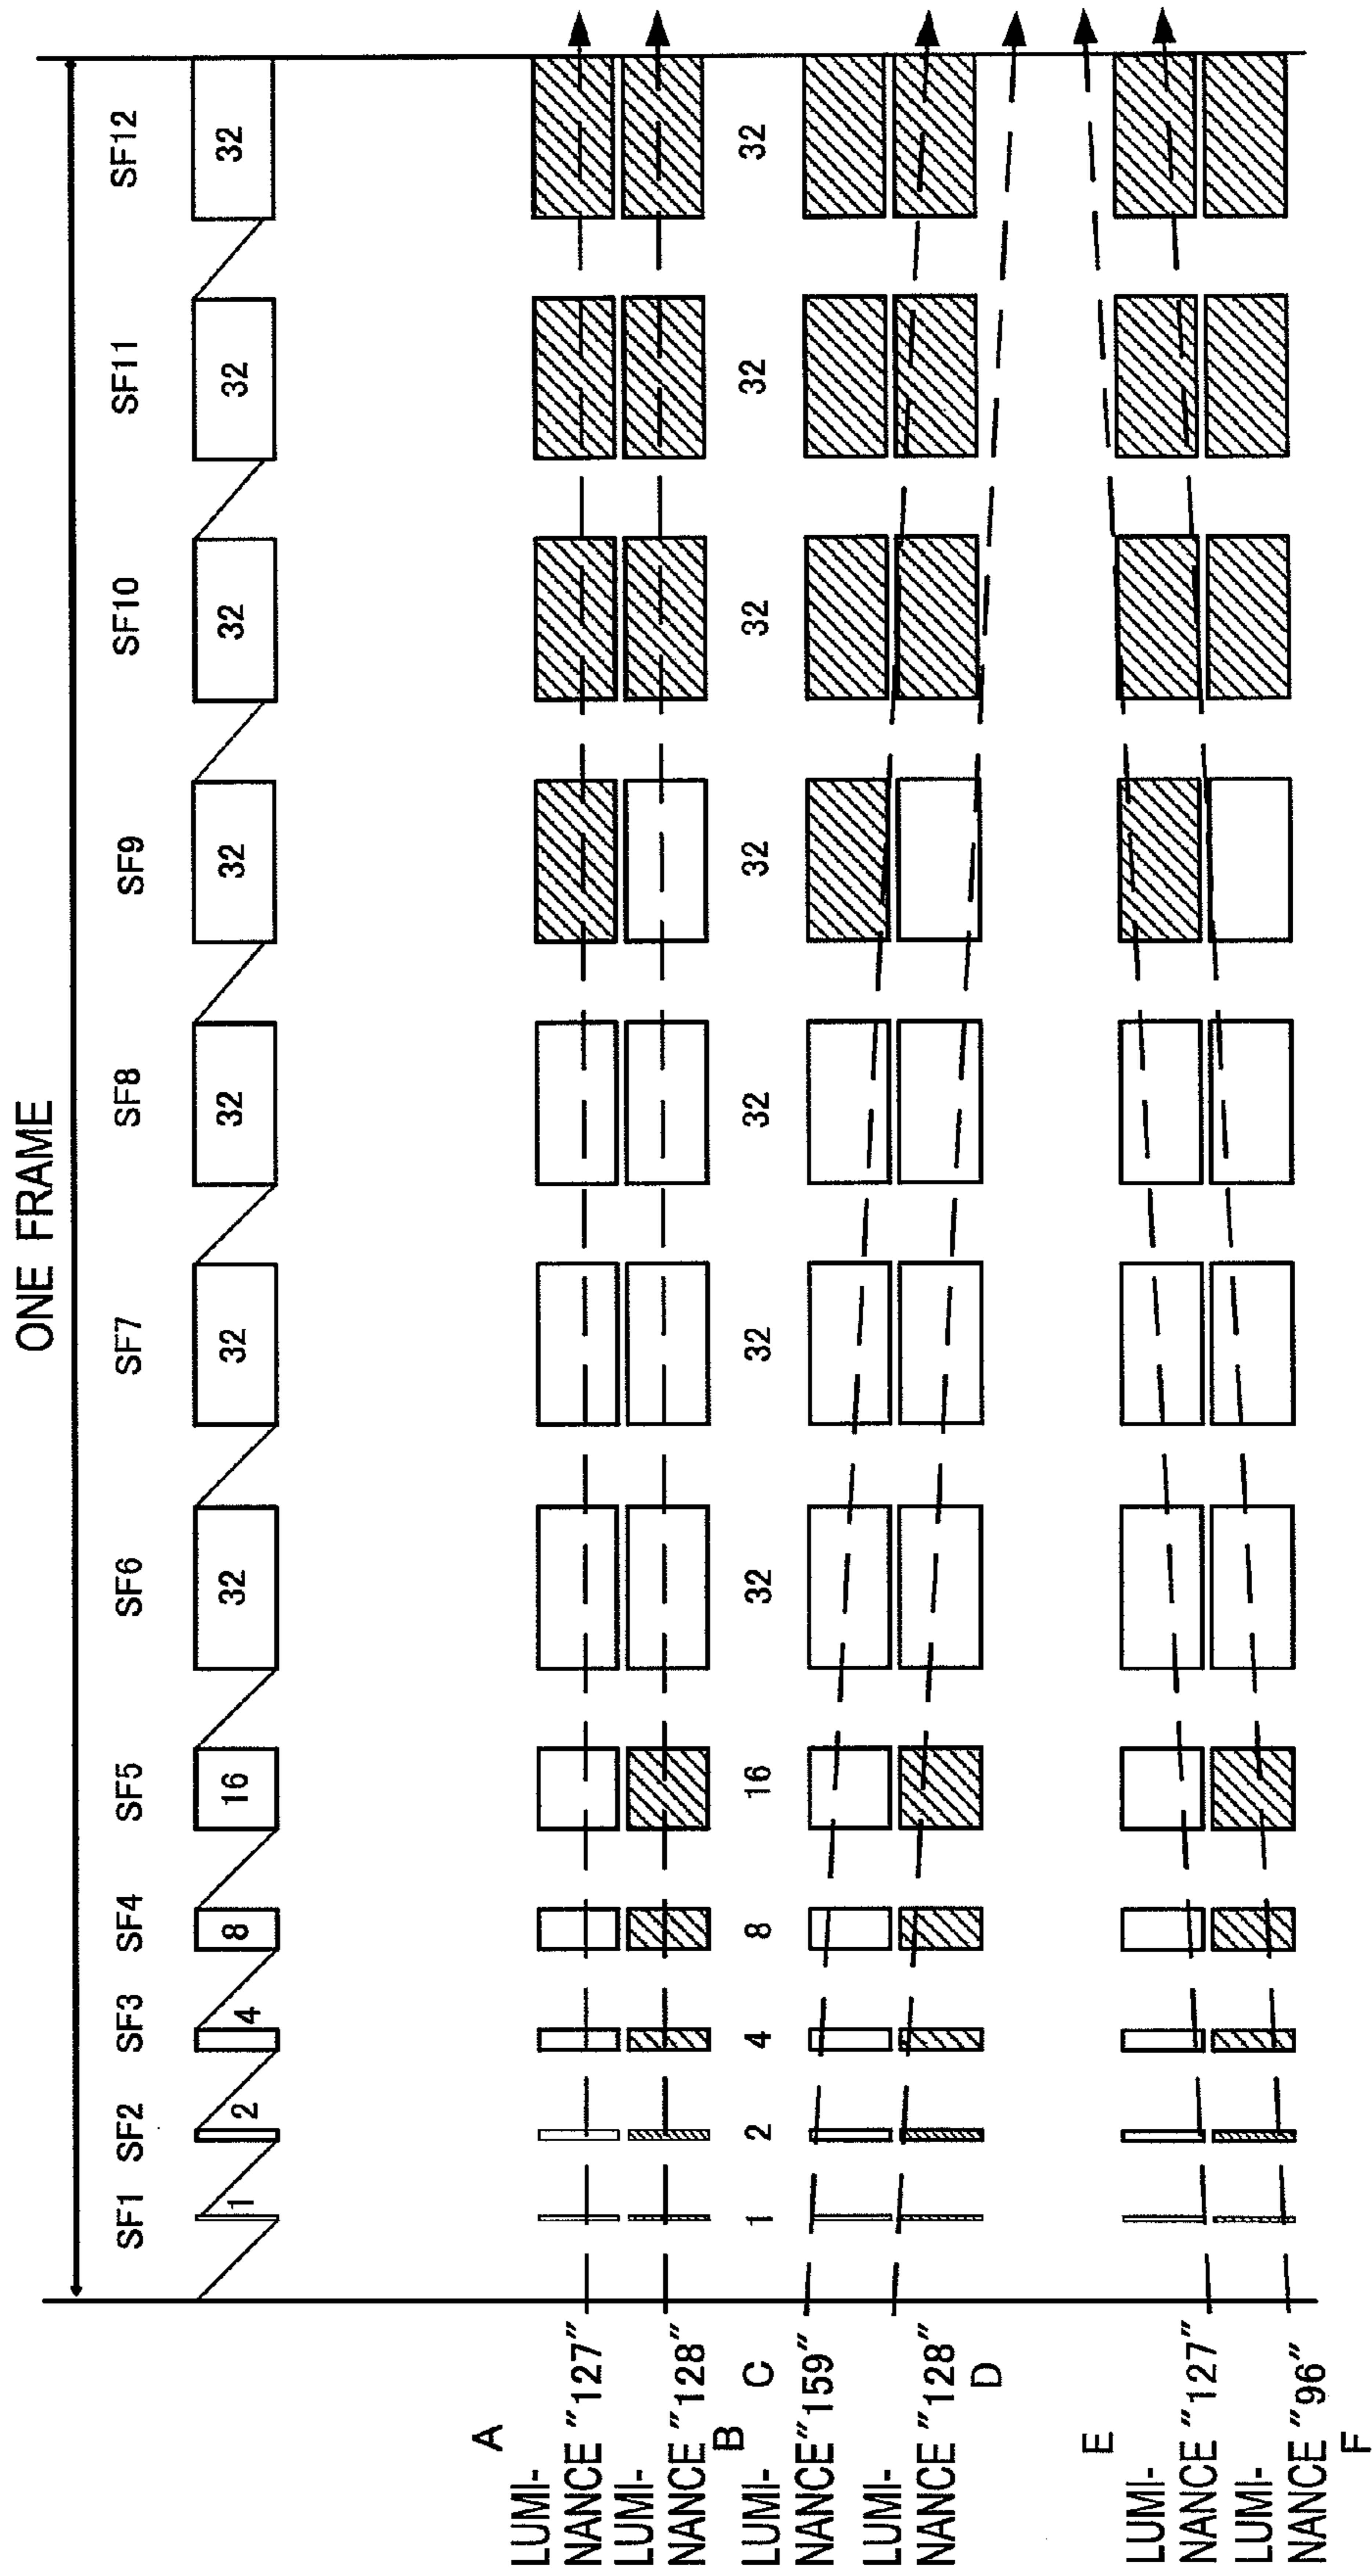 ONE FRAME
SF1 SF2 SF3 SF4 SF5 SF6 SF7 SF8 SF9 SF10 SF11 SF12
1 2 4 8 16 32 32 32 32 32 32 32
A
LUMI-
NANCE "127"
LUMI-
NANCE "128"
B
C
1 2 4 8 16 32 32 32 32 32 32 32
LUMI-
NANCE "159"
LUMI-
NANCE "128"
D
E
LUMI-
NANCE "127"
LUMI-
NANCE "96"
F